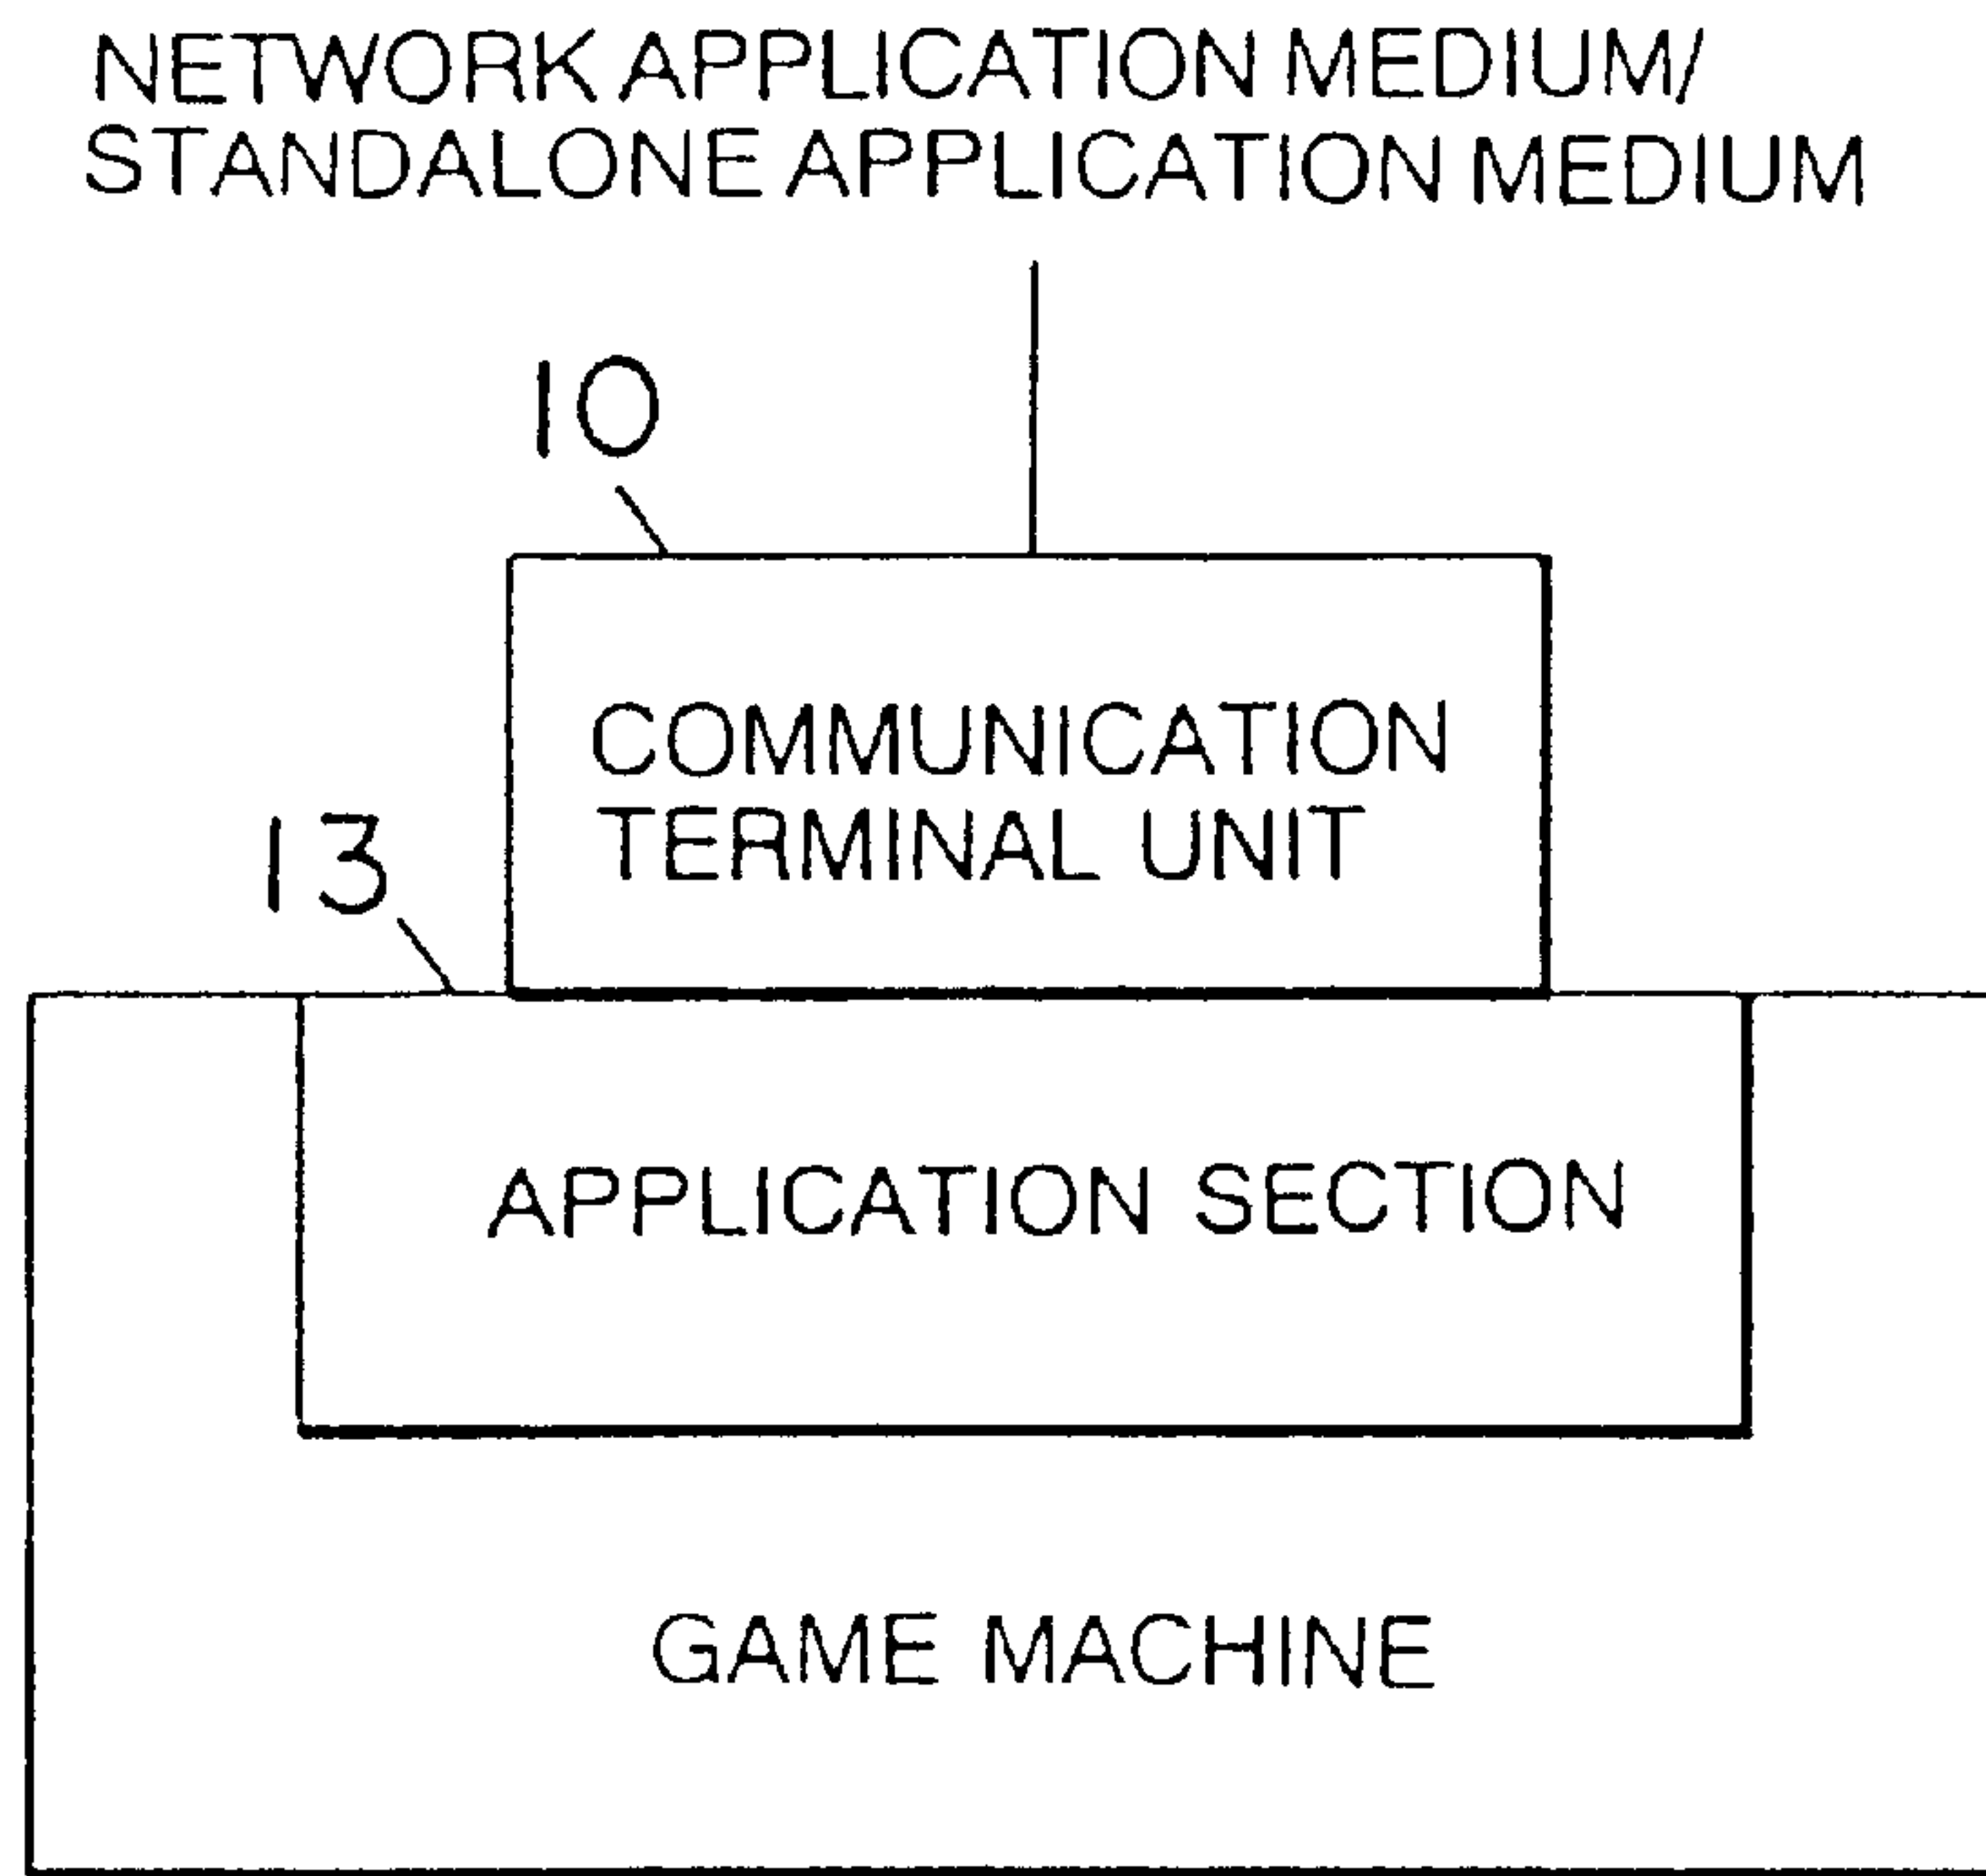 NETWORK APPLICATION MEDIUM/
STANDALONE APPLICATION MEDIUM
10
COMMUNICATION
TERMINAL UNIT
13
APPLICATION SECTION
GAME MACHINE